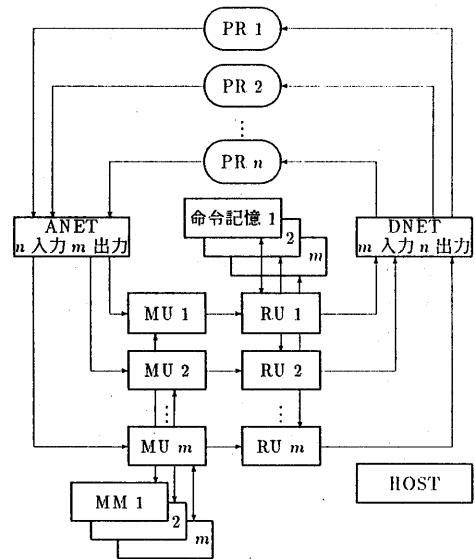 PR 1
PR 2
⋮
PR n
命令記憶 1
2
m
ANET
n 入力 m 出力
DNET
m 入力 n 出力
MU 1
RU 1
MU 2
RU 2
⋮
⋮
MU m
RU m
MM 1
2
m
HOST